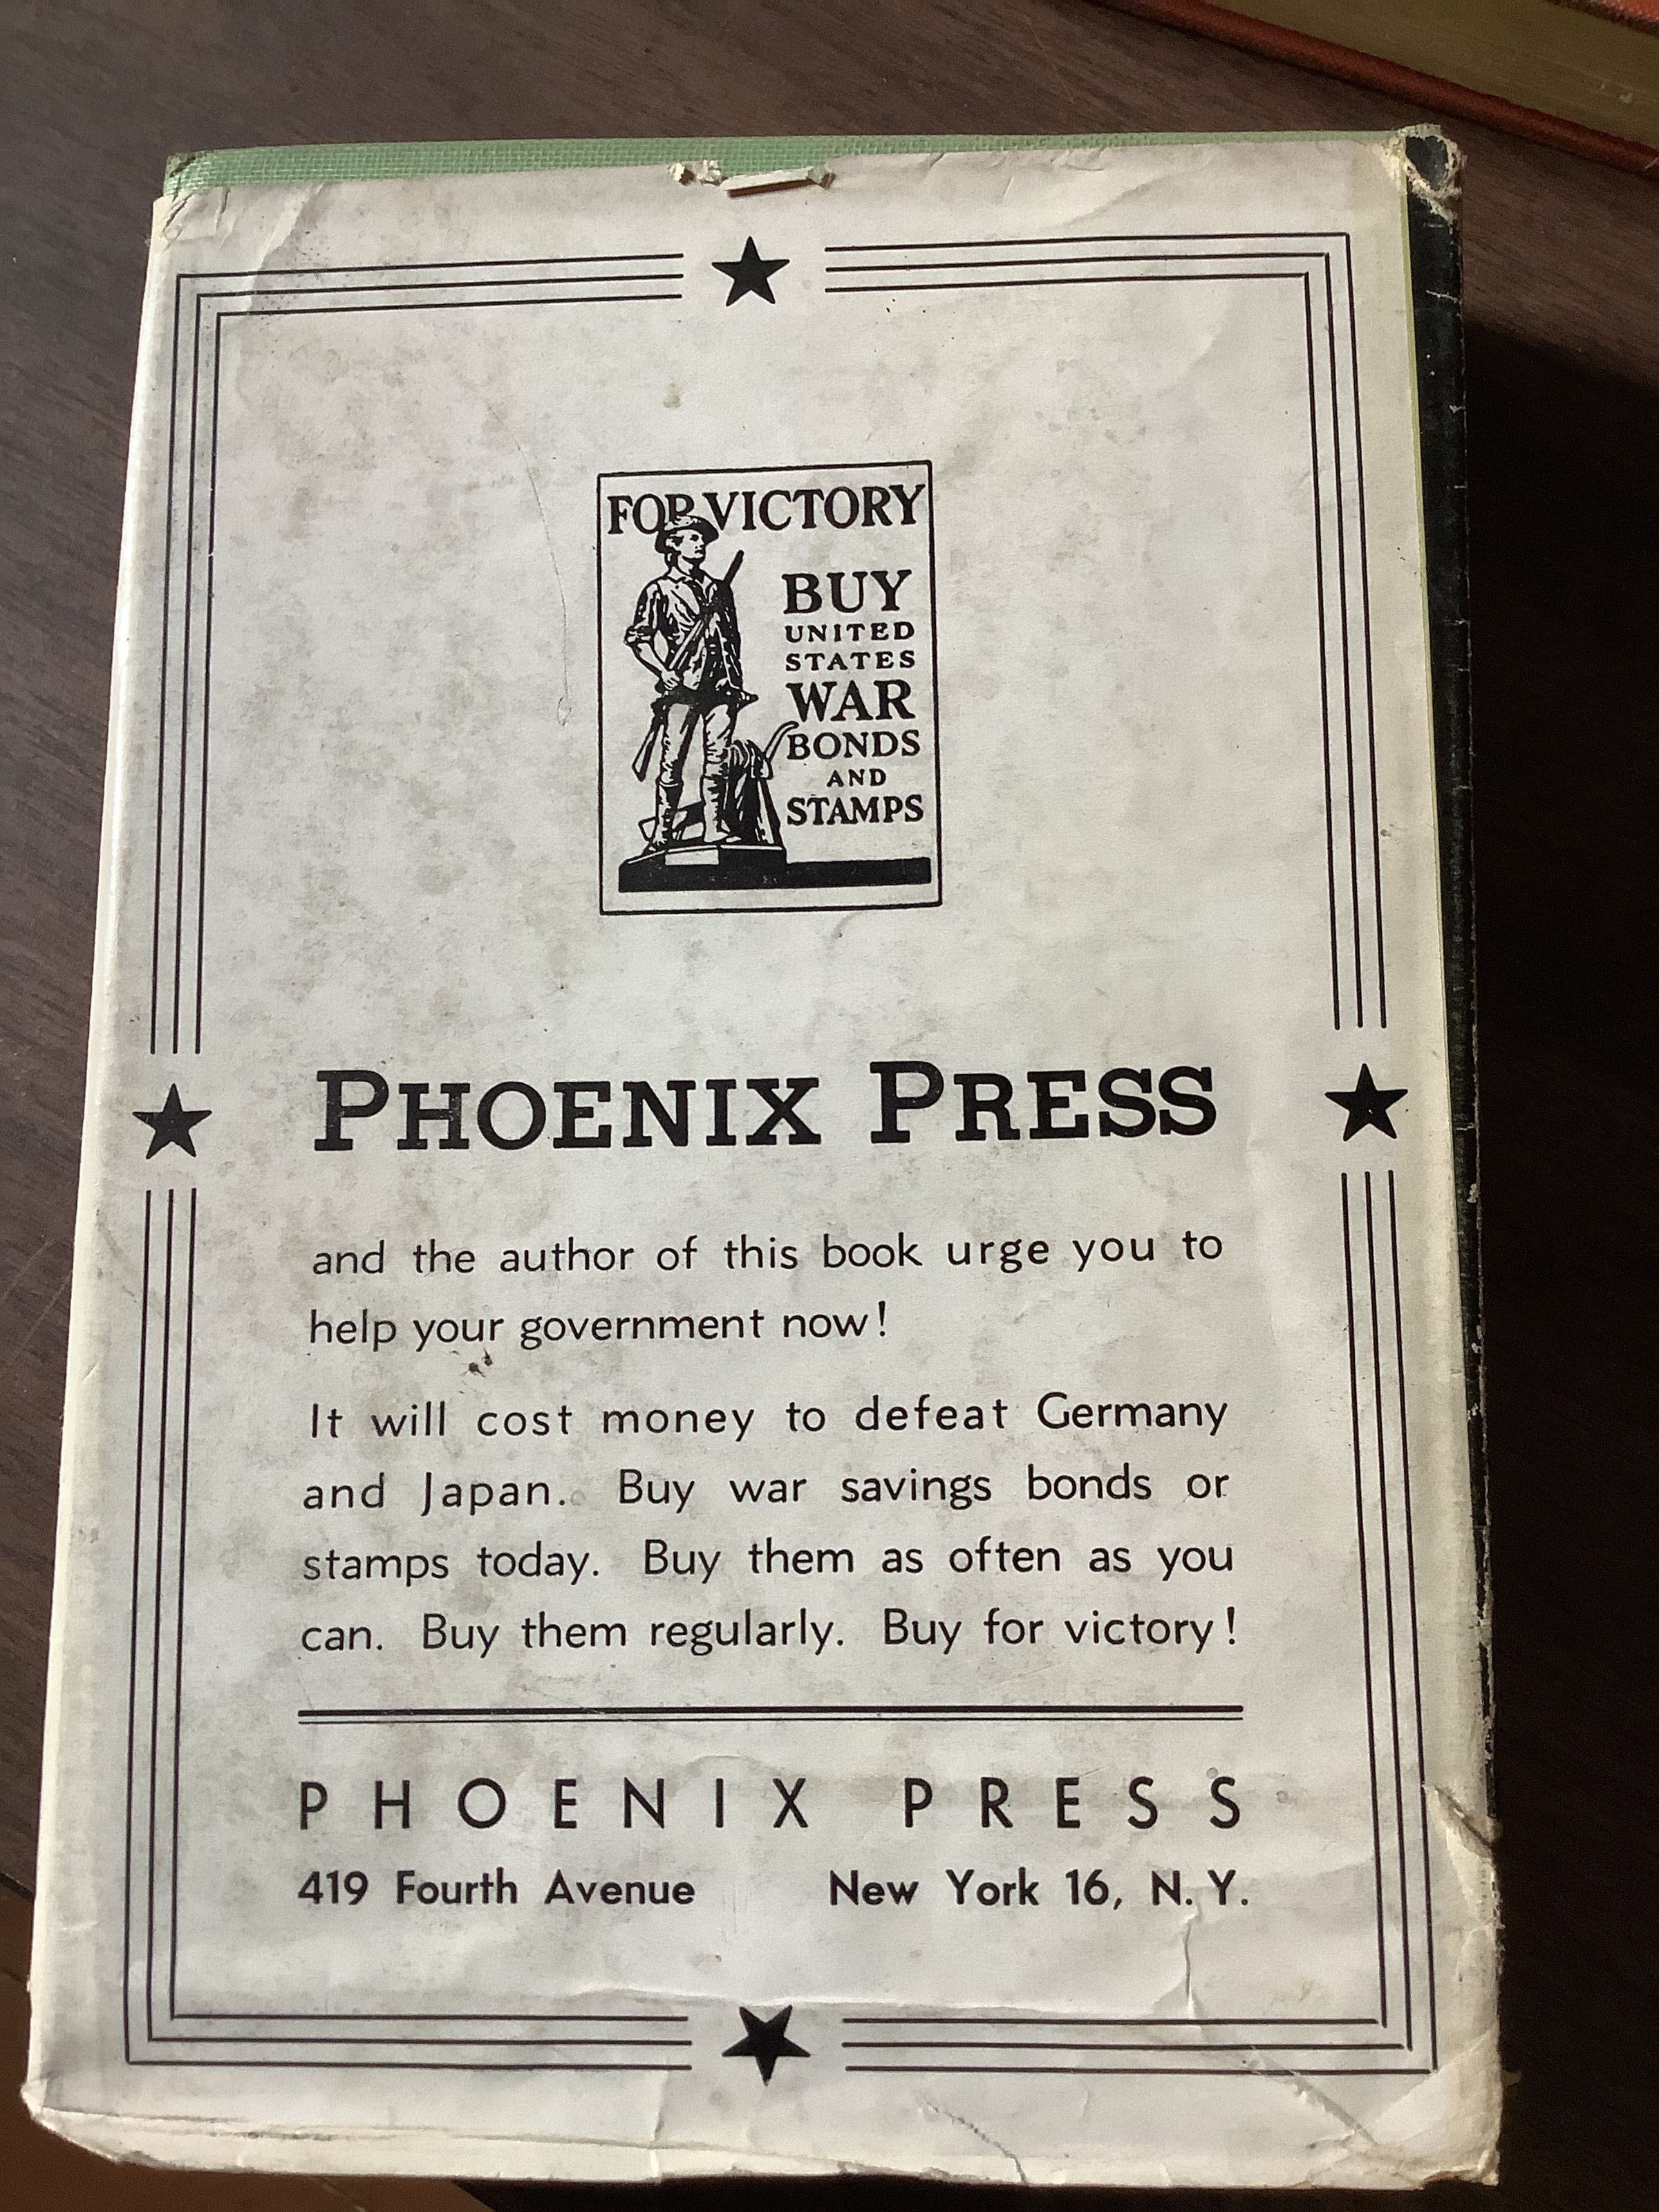 FOR VICTORY
BUY
UNITED
STATES
WAR
BONDS
AND
STAMPS
PHOENIX PRESS
and the author of this book urge you to
help your government now!
It will cost money to defeat Germany
and Japan. Buy war savings bonds or
stamps today. Buy them as often as you
can. Buy them regularly. Buy for victory!
PHOENIX PRESS
419 Fourth Avenue New York 16, N. Y.